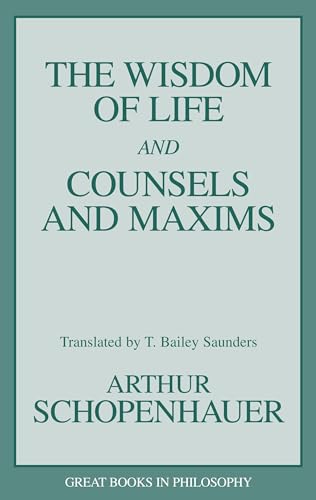 THE WISDOM
OF LIFE
AND
COUNSELS
AND MAXIMS
Translated by T. Bailey Saunders
ARTHUR
SCHOPENHAUER
GREAT BOOKS IN PHILOSOPHY